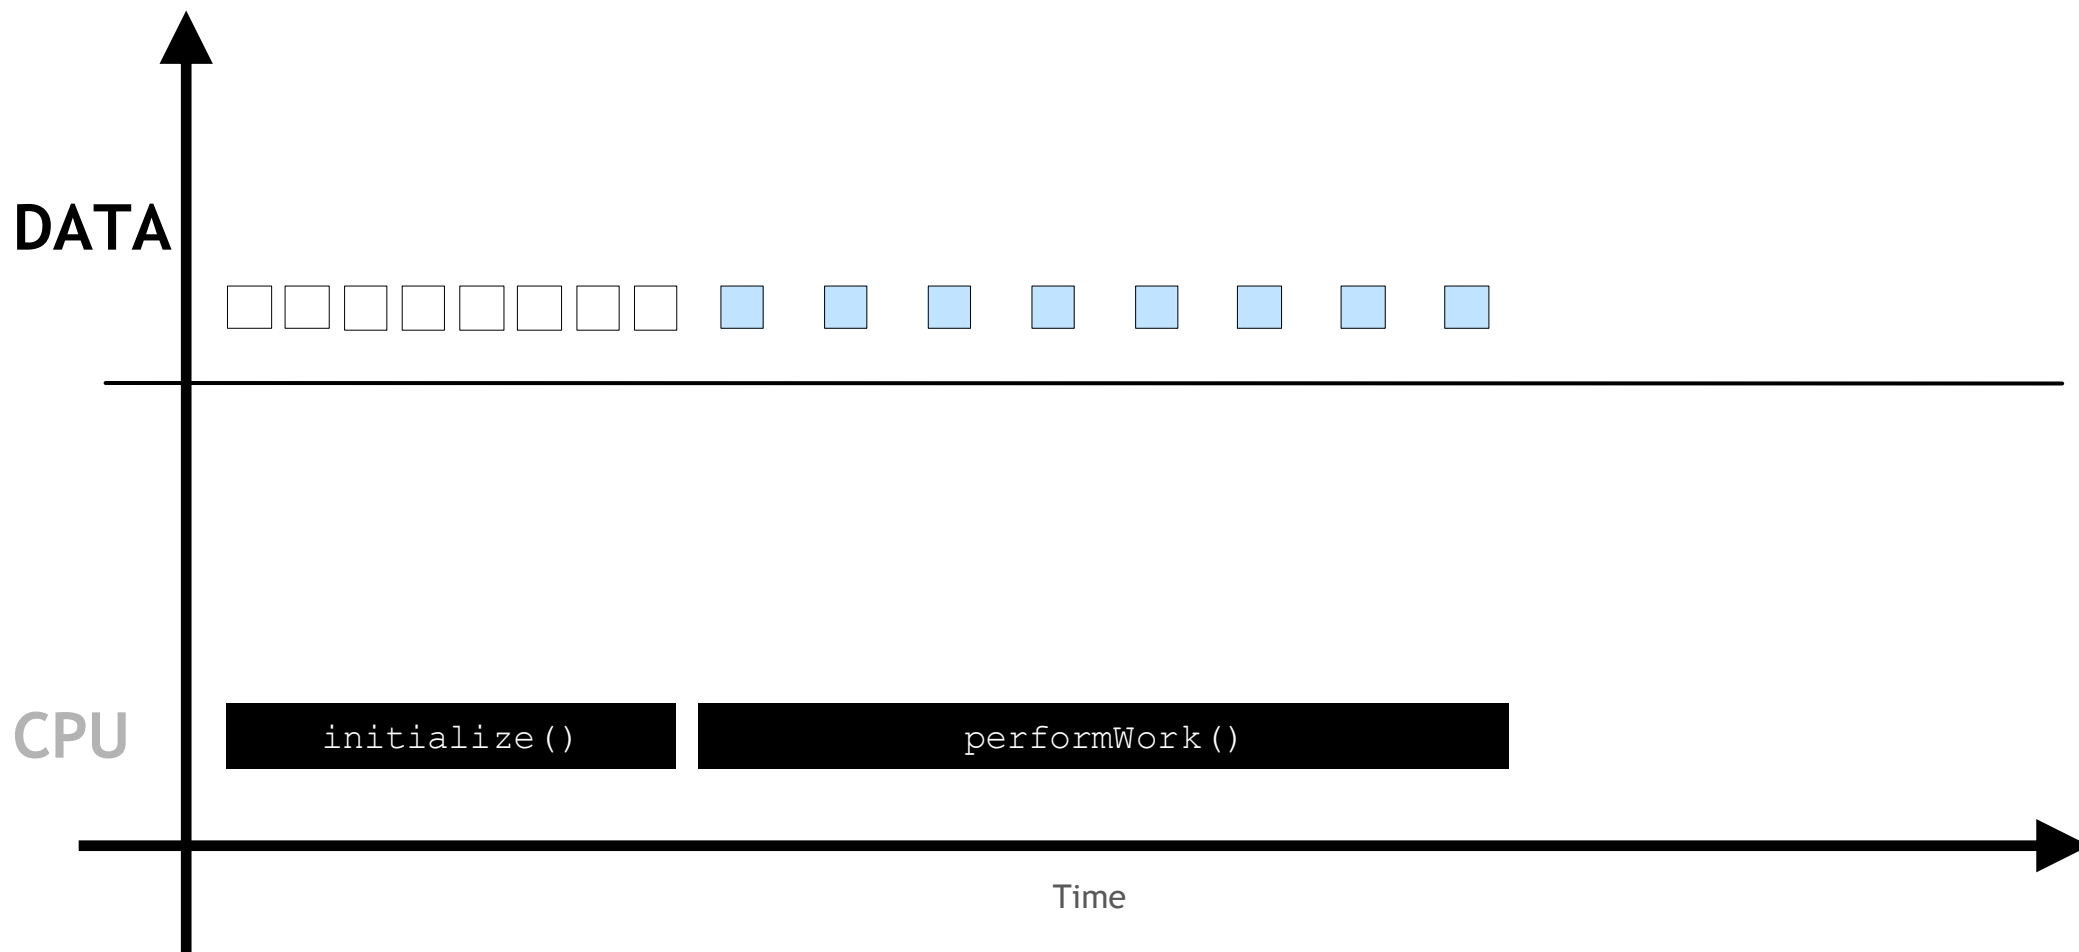 DATA
CPU
initialize()
performWork()
Time